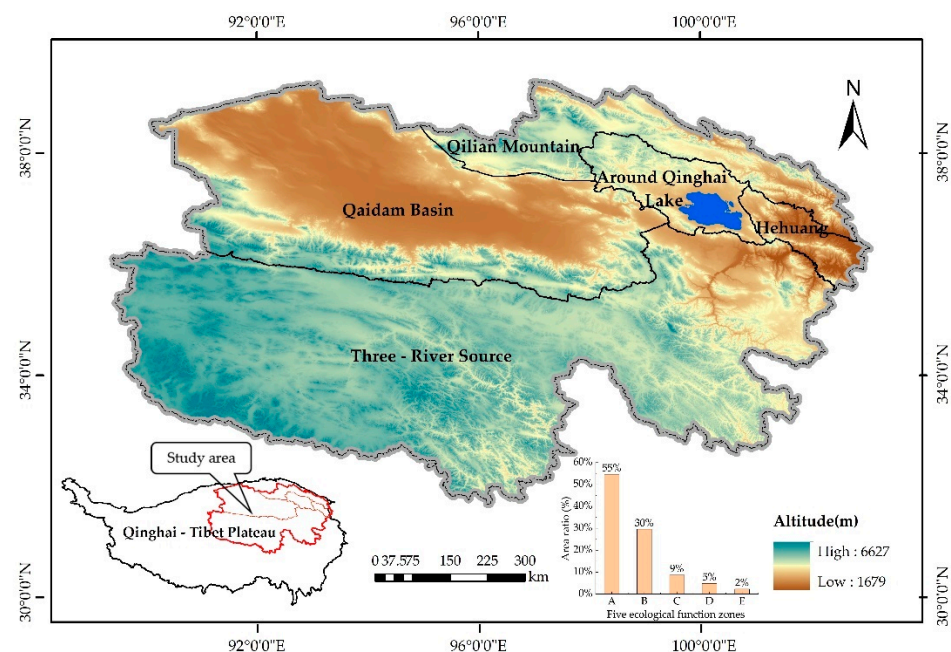 92°0'0"E 96°0'0"E 100°0'0"E
N
38°0'0"N 38°0'0"N
Qilian Mountain
Around Qinghai
Lake
Qaidam Basin
Hehuang
Three - River Source
34°0'0"N 34°0'0"N
Study area
Qinghai - Tibet Plateau
0 37.575 150 225 300
km
60%
50%
40%
30%
20%
10%
0%
Area ratio (%)
55%
30%
9%
5%
2%
A B C D E
Five ecological function zones
Altitude(m)
High : 6627
Low : 1679
30°0'0"N 30°0'0"N
92°0'0"E 96°0'0"E 100°0'0"E